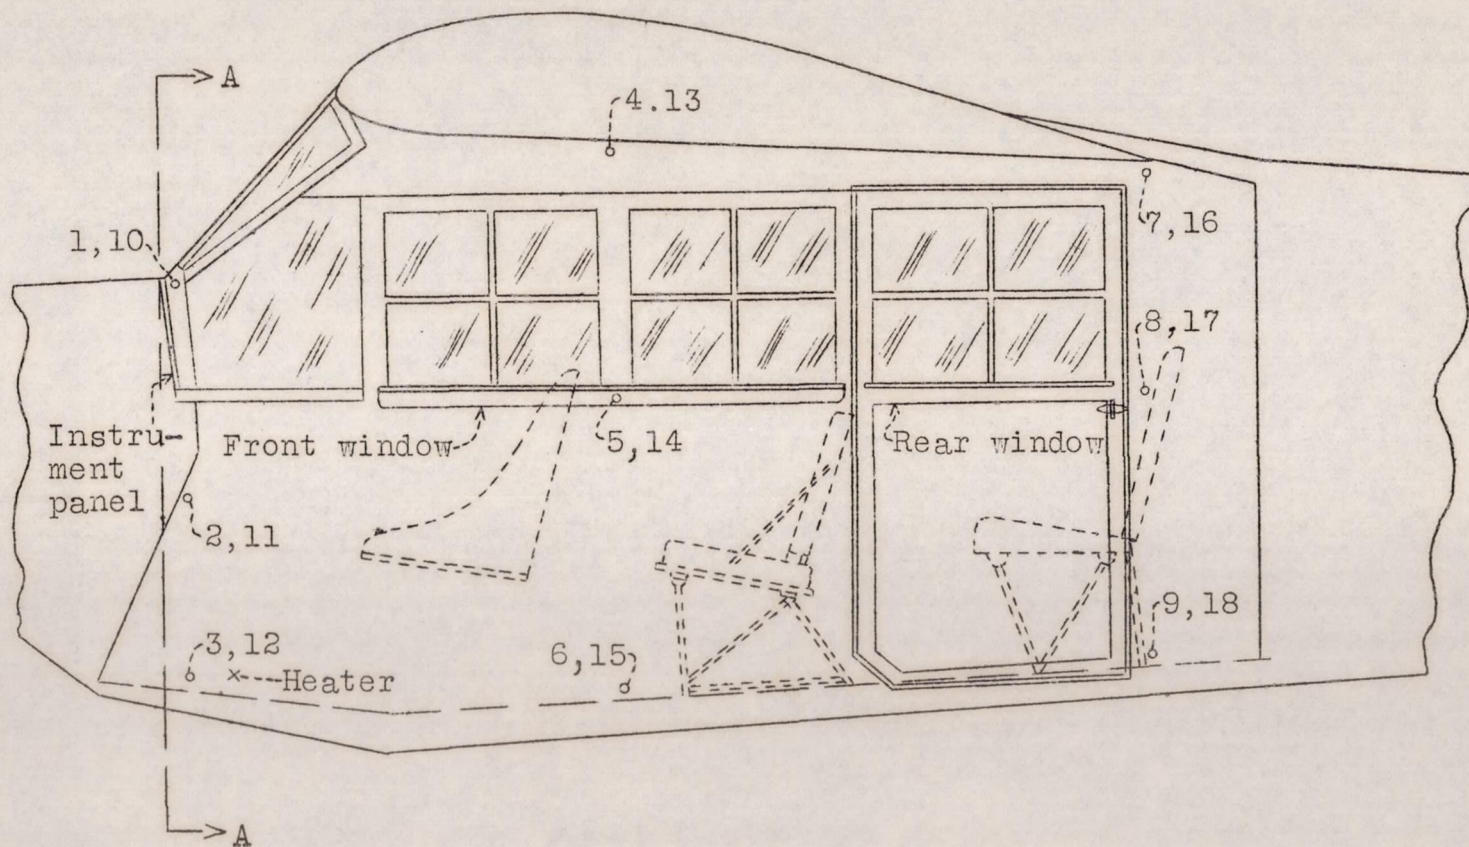 A
4.13
1,10
7,16
8,17
Instru-
ment
panel
Front window
5,14
Rear window
2,11
3,12
Heater
6,15
9,18
A